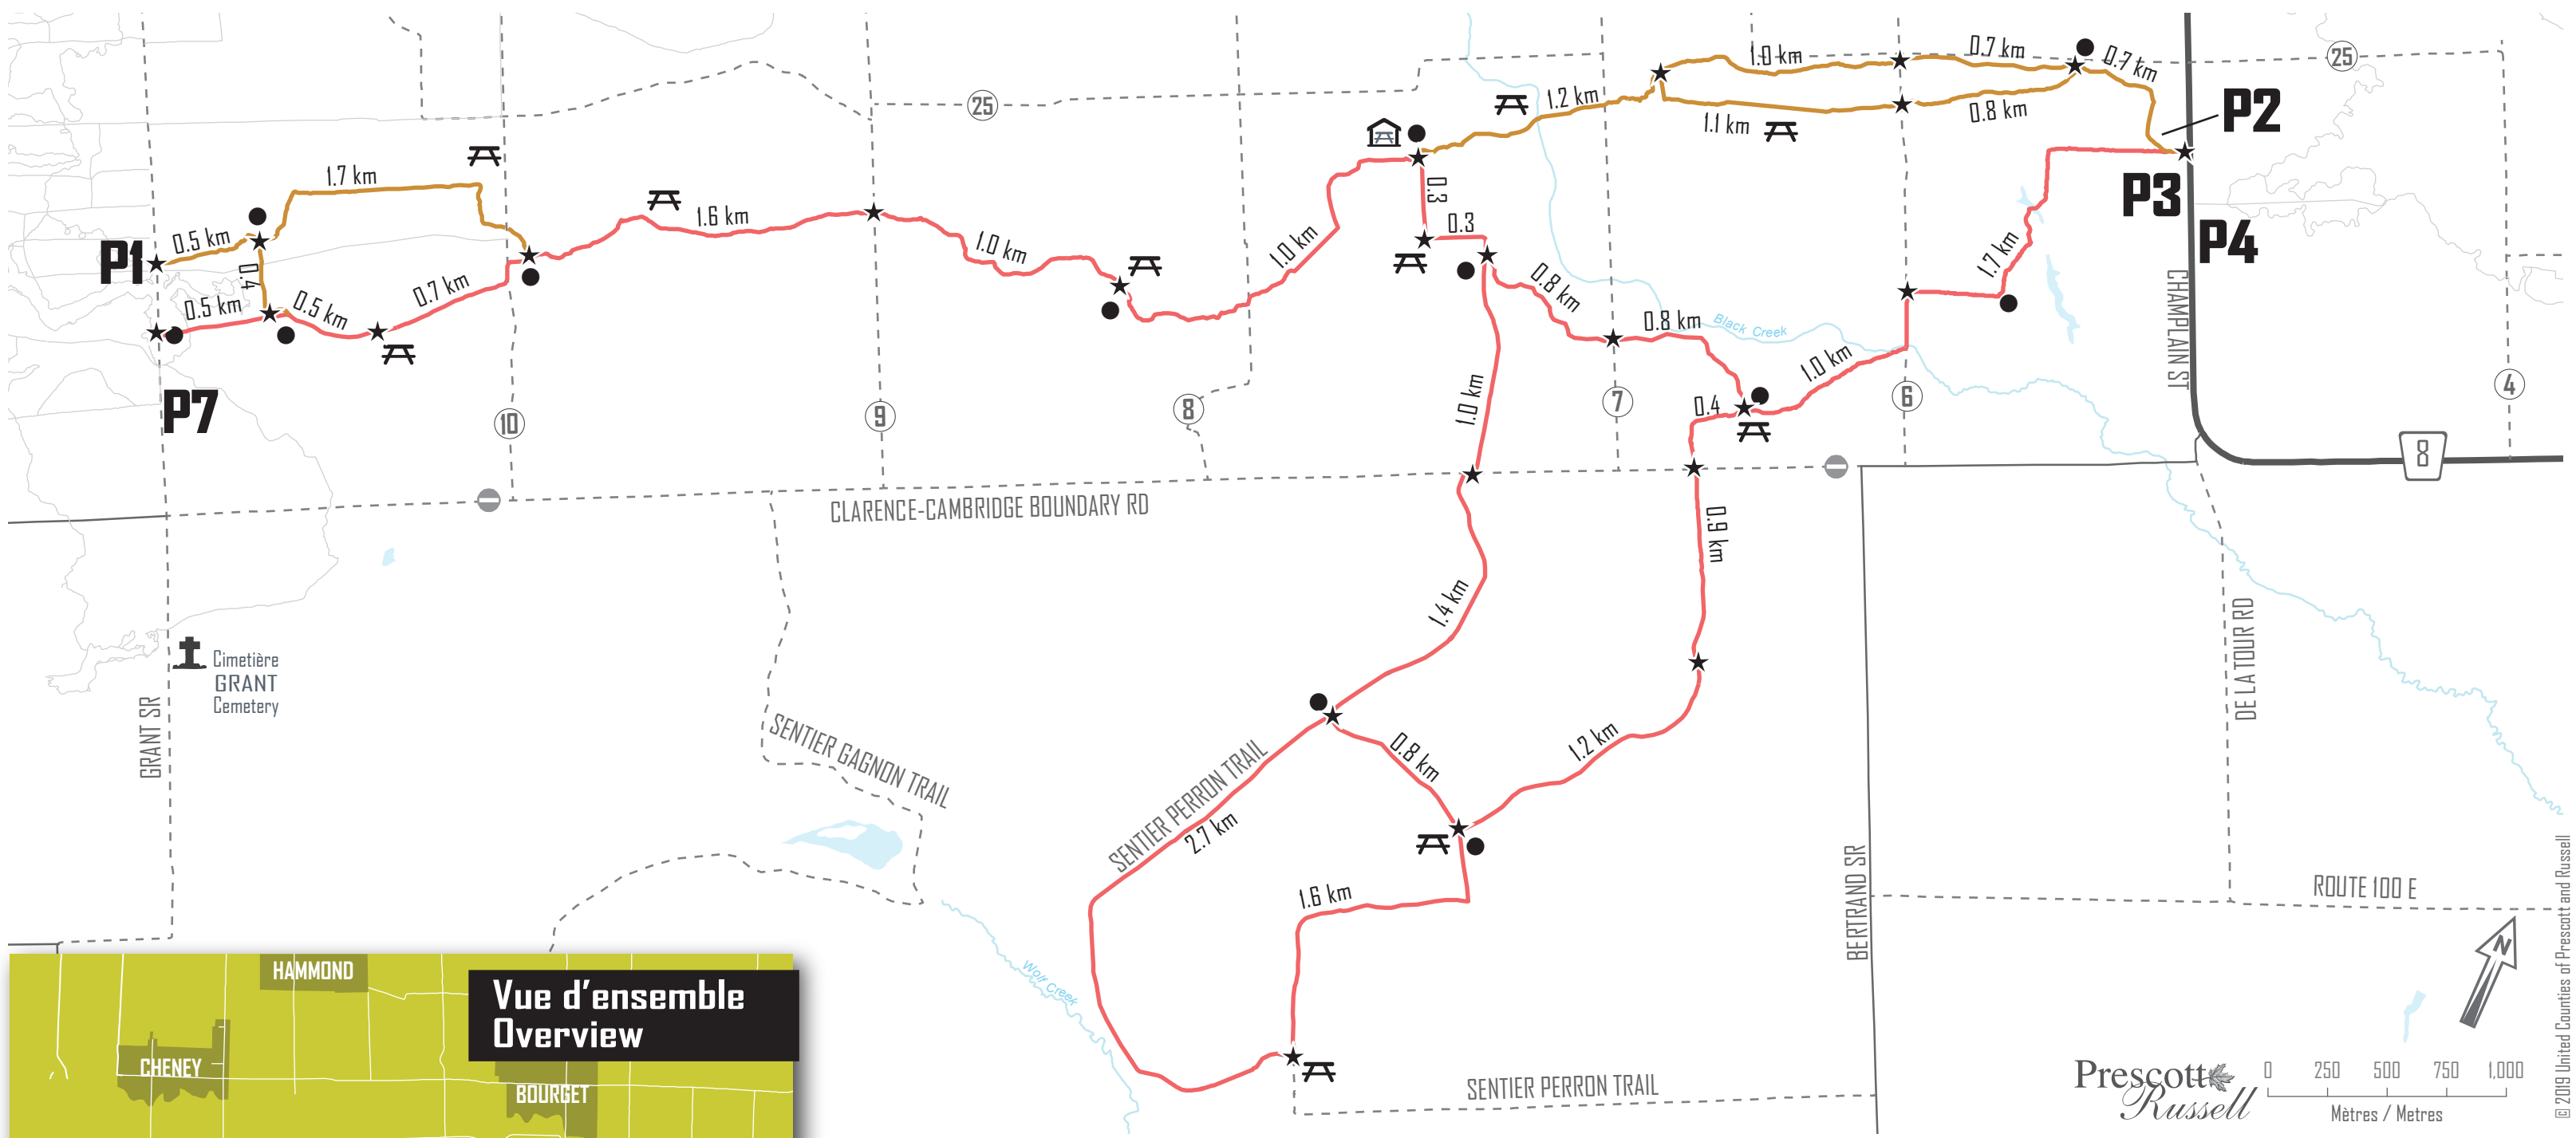 1.0 km
0.7 km
0.7 km
25
25
1.2 km
1.1 km
0.8 km
P2
1.7 km
0.5 km
P1
0.4
0.5 km
0.5 km
0.7 km
P7
1.6 km
1.0 km
1.0 km
0.3
0.3
0.8 km
0.8 km
Black Creek
1.0 km
1.7 km
P3
P4
CHAMPLAIN ST
10
9
8
7
6
4
8
1.0 km
0.4
CLARENCE-CAMBRIDGE BOUNDARY RD
0.9 km
1.4 km
Cimetière
GRANT
Cemetery
GRANT SR
SENTIER GAGNON TRAIL
SENTIER PERRON TRAIL
2.7 km
0.8 km
1.2 km
1.6 km
DE LA TOUR RD
BERTRAND SR
ROUTE 100 E
Wolf Creek
SENTIER PERRON TRAIL
N
HAMMOND
Vue d'ensemble
Overview
CHENEY
BOURGET
Prescott
Russell
0 250 500 750 1,000
Mètres / Metres
© 2019 United Counties of Prescott and Russell